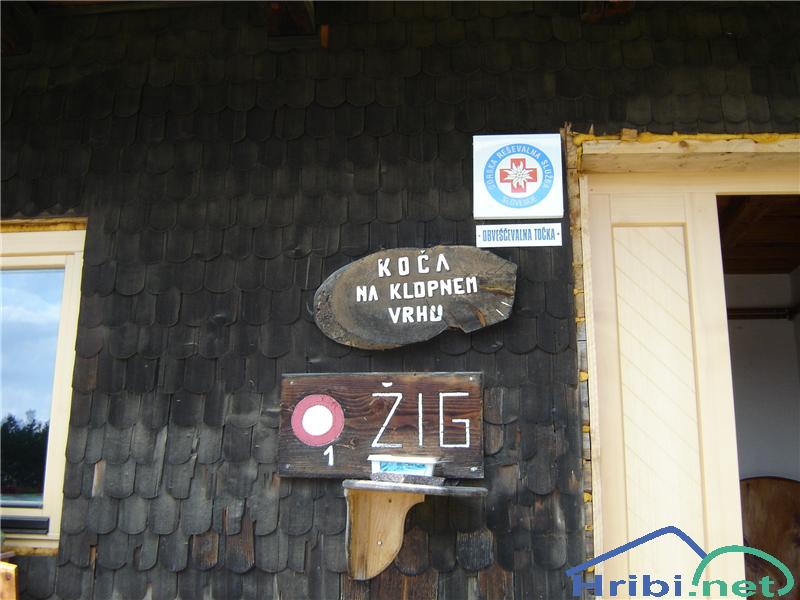 GORSKA REŠEVALNA SLUŽBA
SLOVENIJE
· OBVEŠČEVALNA TOČKA ·
KOČA
NA KLOPNEM
VRHU
ŽIG
1
Hribi.net